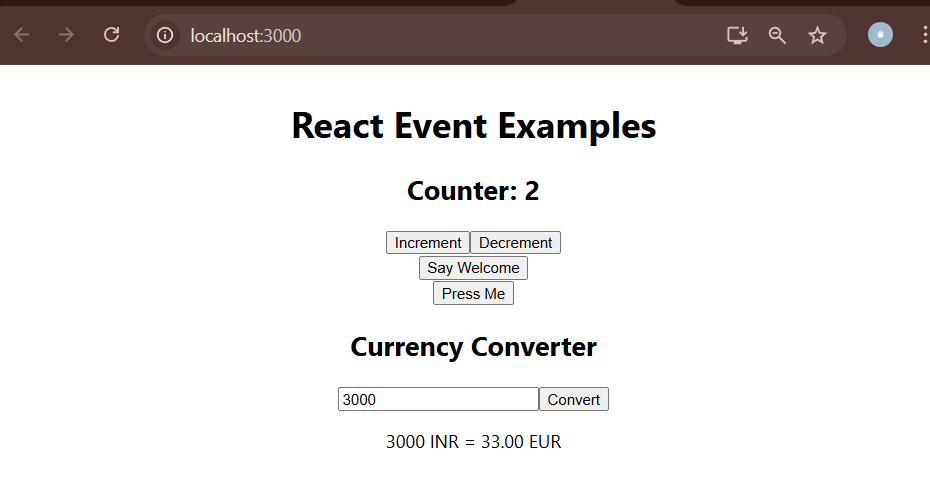 localhost:3000
React Event Examples
Counter: 2
Increment Decrement
Say Welcome
Press Me
Currency Converter
3000 Convert
3000 INR = 33.00 EUR